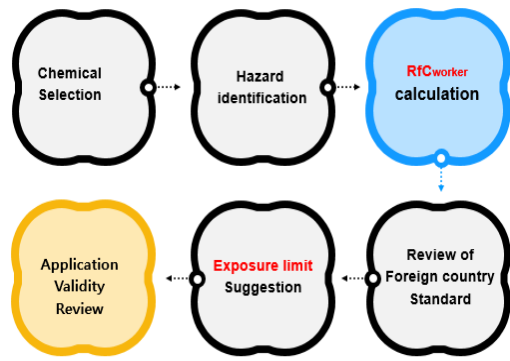 Chemical
Selection
Hazard
identification
RfCworker
calculation
Review of
Foreign country
Standard
Exposure limit
Suggestion
Application
Validity
Review